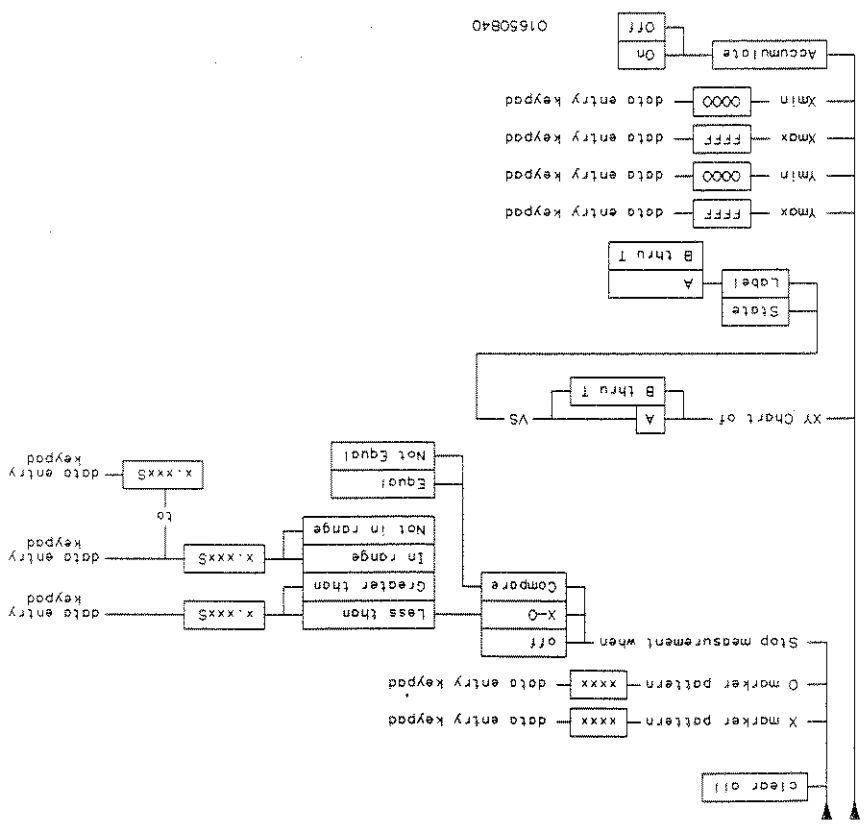 clear all
X marker pattern xxxx data entry keypad
O marker pattern xxxx data entry keypad
Stop measurement when off
X-O Less than x.xxxS data entry keypad
Compare Greater than
In range x.xxxS data entry keypad
Not in range
to
x.xxxS data entry keypad
Equal
Not Equal
XY Chart of A VS
B thru T
State
Label A
B thru T
Ymax FFFF data entry keypad
Ymin 0000 data entry keypad
Xmax FFFF data entry keypad
Xmin 0000 data entry keypad
Accumulate On
Off
01650B40